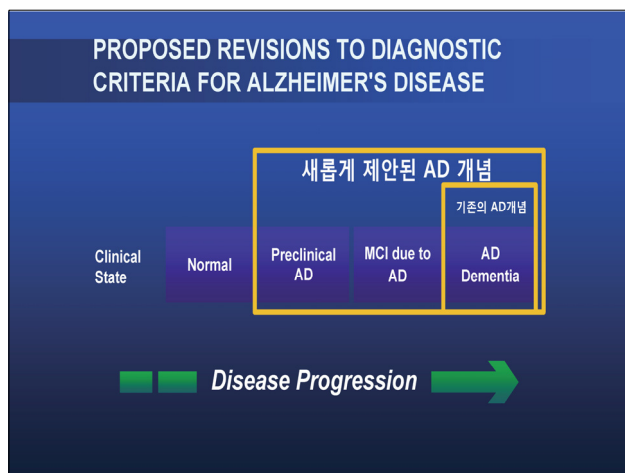 PROPOSED REVISIONS TO DIAGNOSTIC
CRITERIA FOR ALZHEIMER'S DISEASE
새롭게 제안된 AD 개념
기존의 AD개념
Clinical
State
Normal
Preclinical
AD
MCI due to
AD
AD
Dementia
Disease Progression